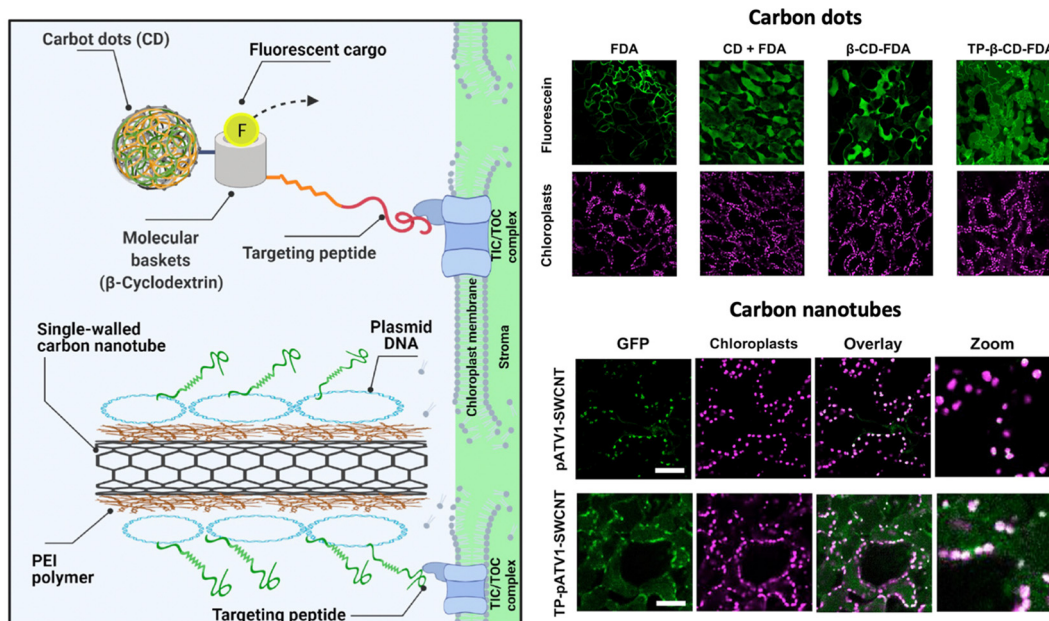 Carbot dots (CD)
Fluorescent cargo
F
Molecular
baskets
(β-Cyclodextrin)
Targeting peptide
TIC/TOC
complex
Single-walled
carbon nanotube
Plasmid
DNA
Chloroplast membrane
Stroma
PEI
polymer
Targeting peptide
TIC/TOC
complex
Carbon dots
FDA
CD + FDA
β-CD-FDA
TP-β-CD-FDA
Fluorescein
Chloroplasts
Carbon nanotubes
GFP
Chloroplasts
Overlay
Zoom
pATV1-SWCNT
TP-pATV1-SWCNT